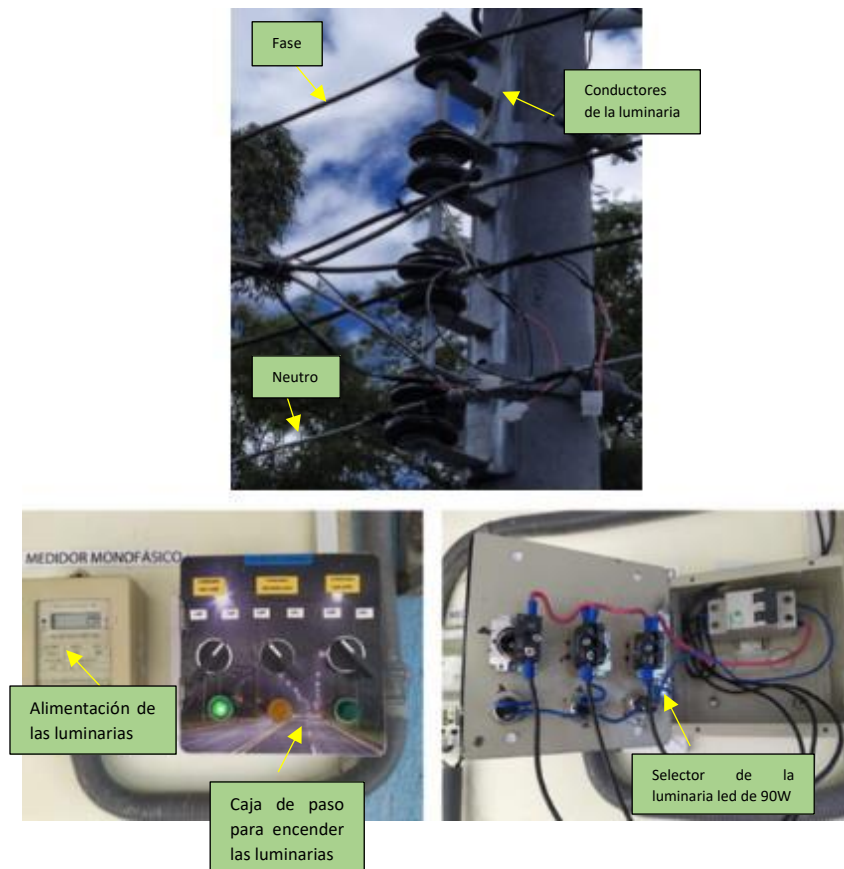 Fase
Conductores
de la luminaria
Neutro
MEDIDOR MONOFÁSICO
Alimentación de
las luminarias
Caja de paso
para encender
las luminarias
Selector de la
luminaria led de 90W